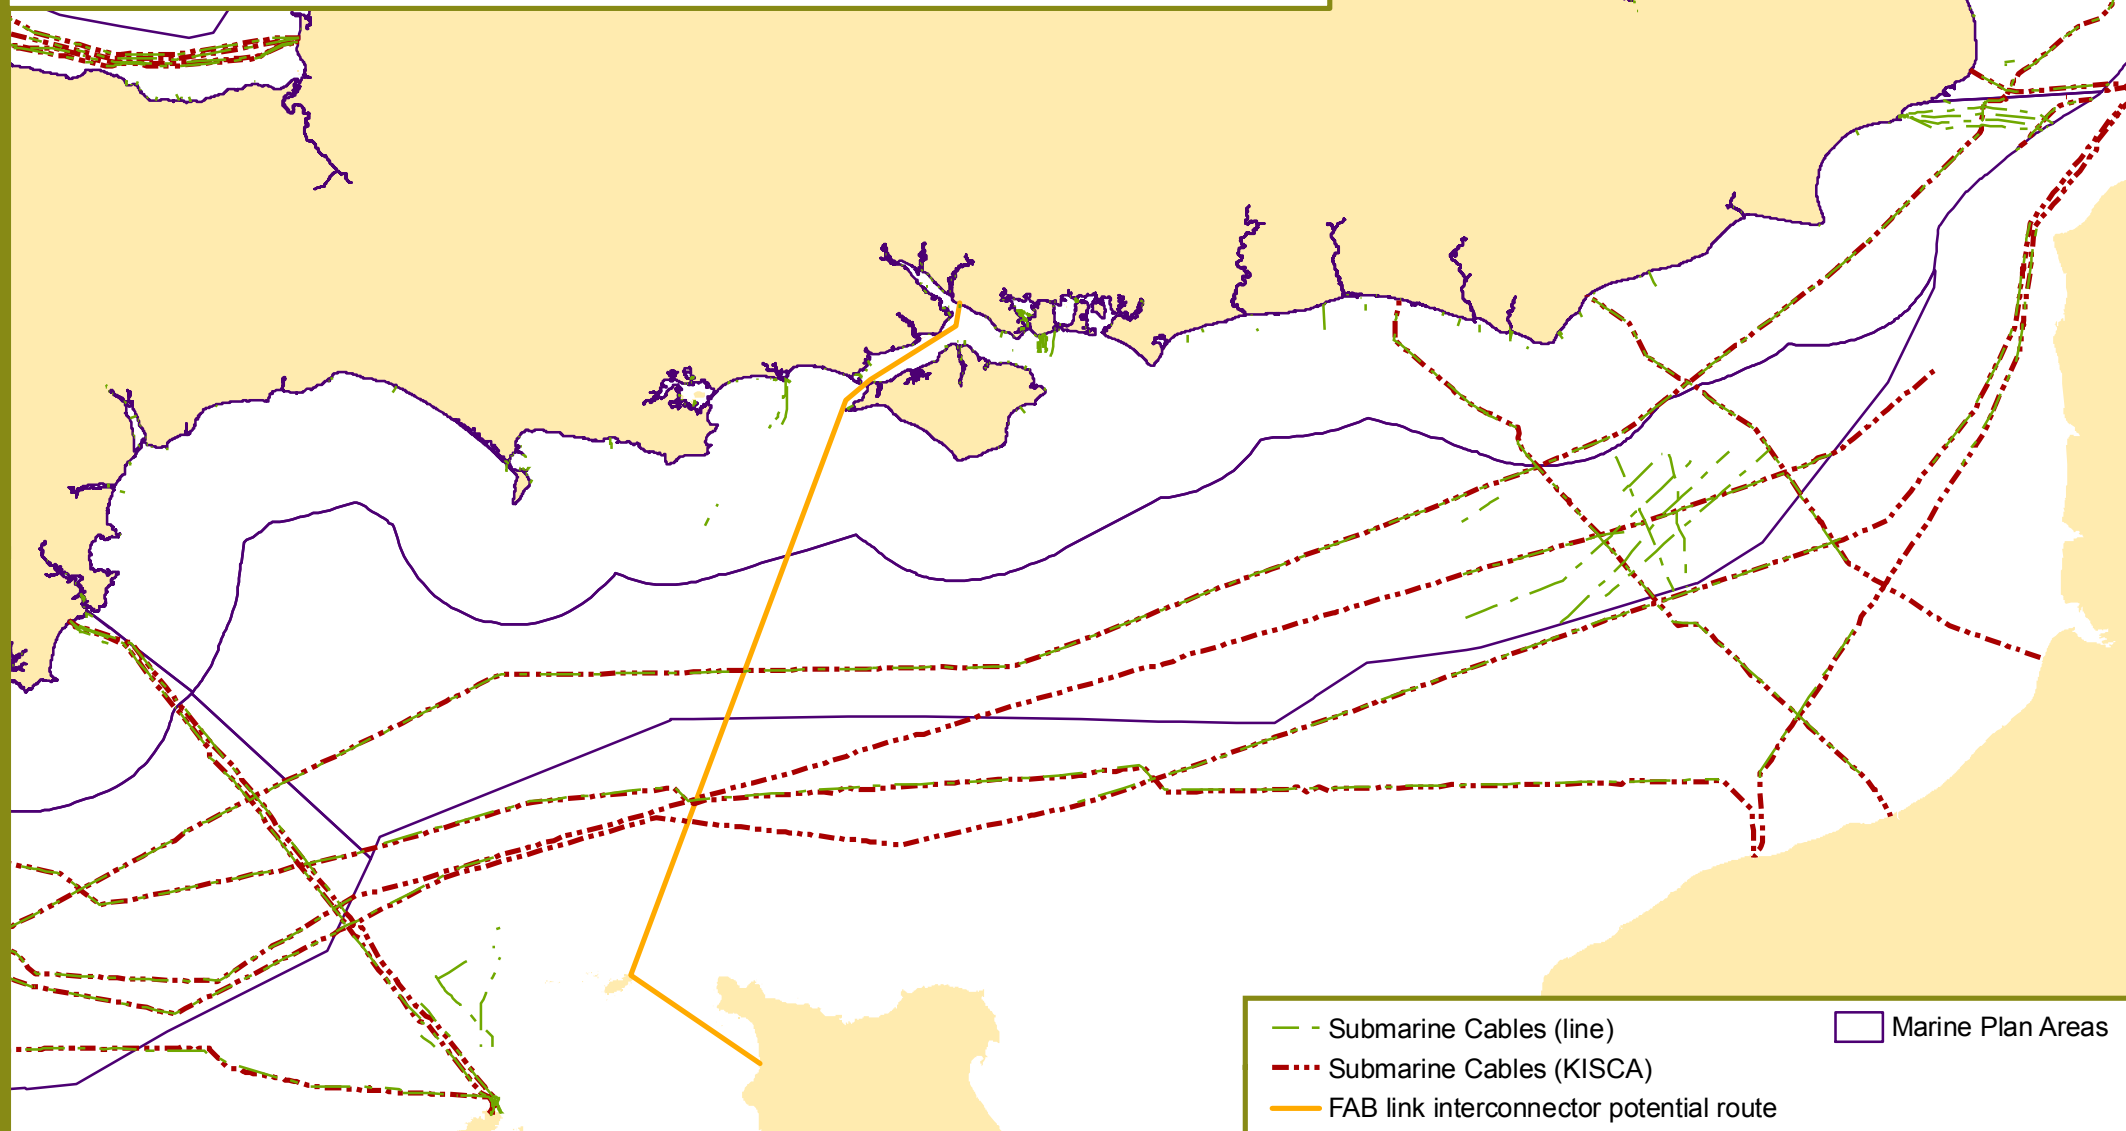 Submarine Cables (line)
Marine Plan Areas
Submarine Cables (KISCA)
FAB link interconnector potential route